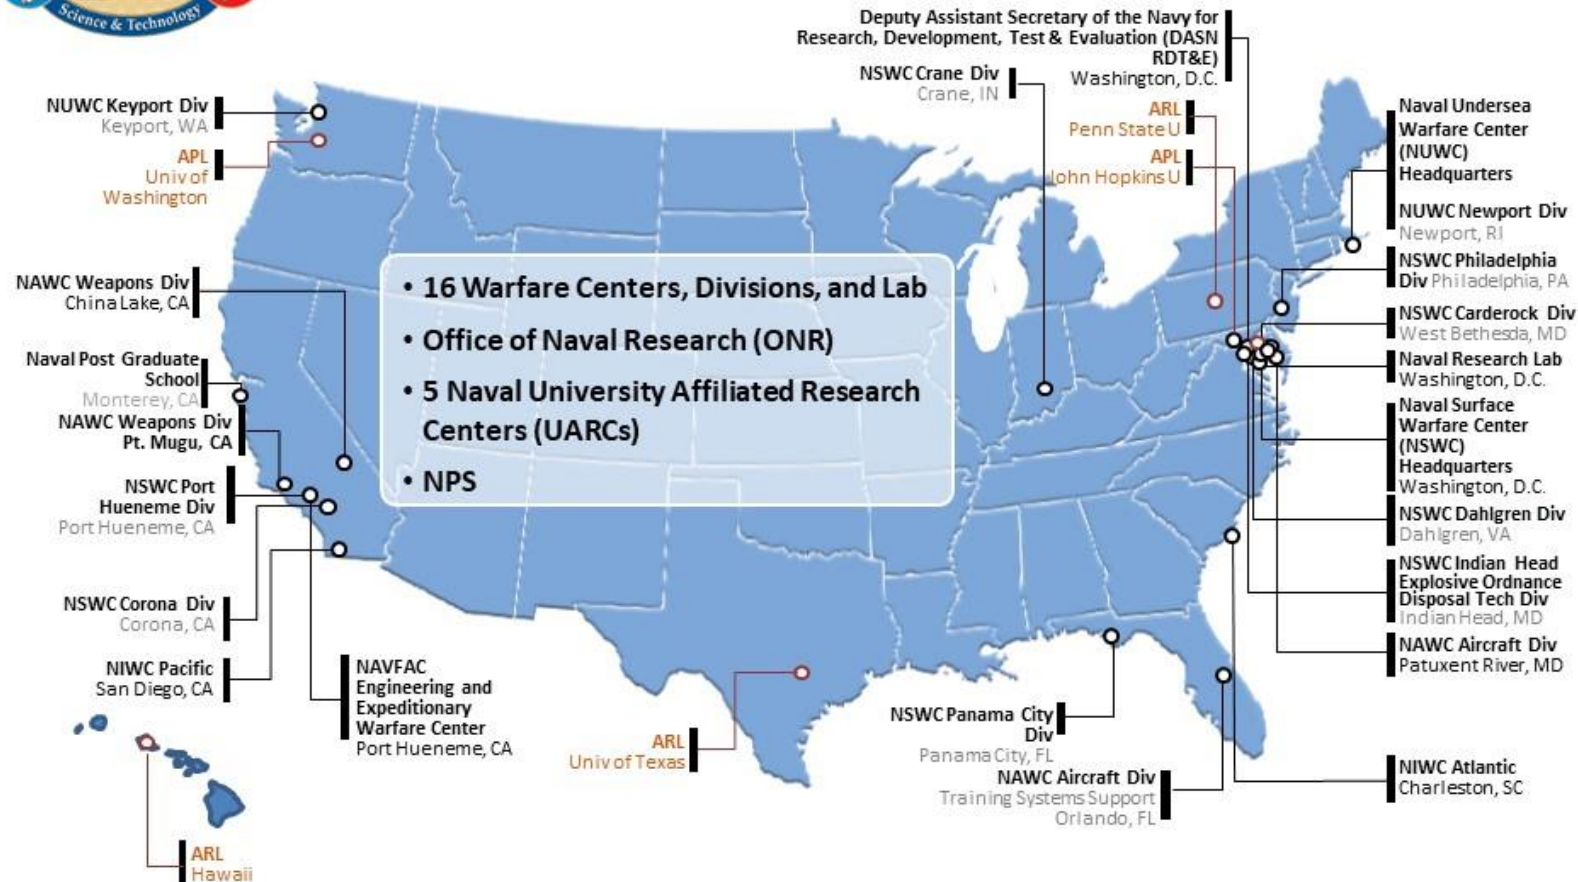 Science & Technology
Deputy Assistant Secretary of the Navy for
Research, Development, Test & Evaluation (DASN
RDT&E)
Washington, D.C.
NSWC Crane Div
Crane, IN
ARL
Penn State U
APL
John Hopkins U
NUWC Keyport Div
Keyport, WA
APL
Univ of
Washington
NAWC Weapons Div
China Lake, CA
Naval Post Graduate
School
Monterey, CA
NAWC Weapons Div
Pt. Mugu, CA
NSWC Port
Hueneme Div
Port Hueneme, CA
NSWC Corona Div
Corona, CA
NIWC Pacific
San Diego, CA
NAVFAC
Engineering and
Expeditionary
Warfare Center
Port Hueneme, CA
ARL
Hawaii
• 16 Warfare Centers, Divisions, and Lab
• Office of Naval Research (ONR)
• 5 Naval University Affiliated Research
Centers (UARCs)
• NPS
ARL
Univ of Texas
NSWC Panama City
Div
Panama City, FL
NAWC Aircraft Div
Training Systems Support
Orlando, FL
Naval Undersea
Warfare Center
(NUWC)
Headquarters
NUWC Newport Div
Newport, RI
NSWC Philadelphia
Div Philadelphia, PA
NSWC Carderock Div
West Bethesda, MD
Naval Research Lab
Washington, D.C.
Naval Surface
Warfare Center
(NSWC)
Headquarters
Washington, D.C.
NSWC Dahlgren Div
Dahlgren, VA
NSWC Indian Head
Explosive Ordnance
Disposal Tech Div
Indian Head, MD
NAWC Aircraft Div
Patuxent River, MD
NIWC Atlantic
Charleston, SC